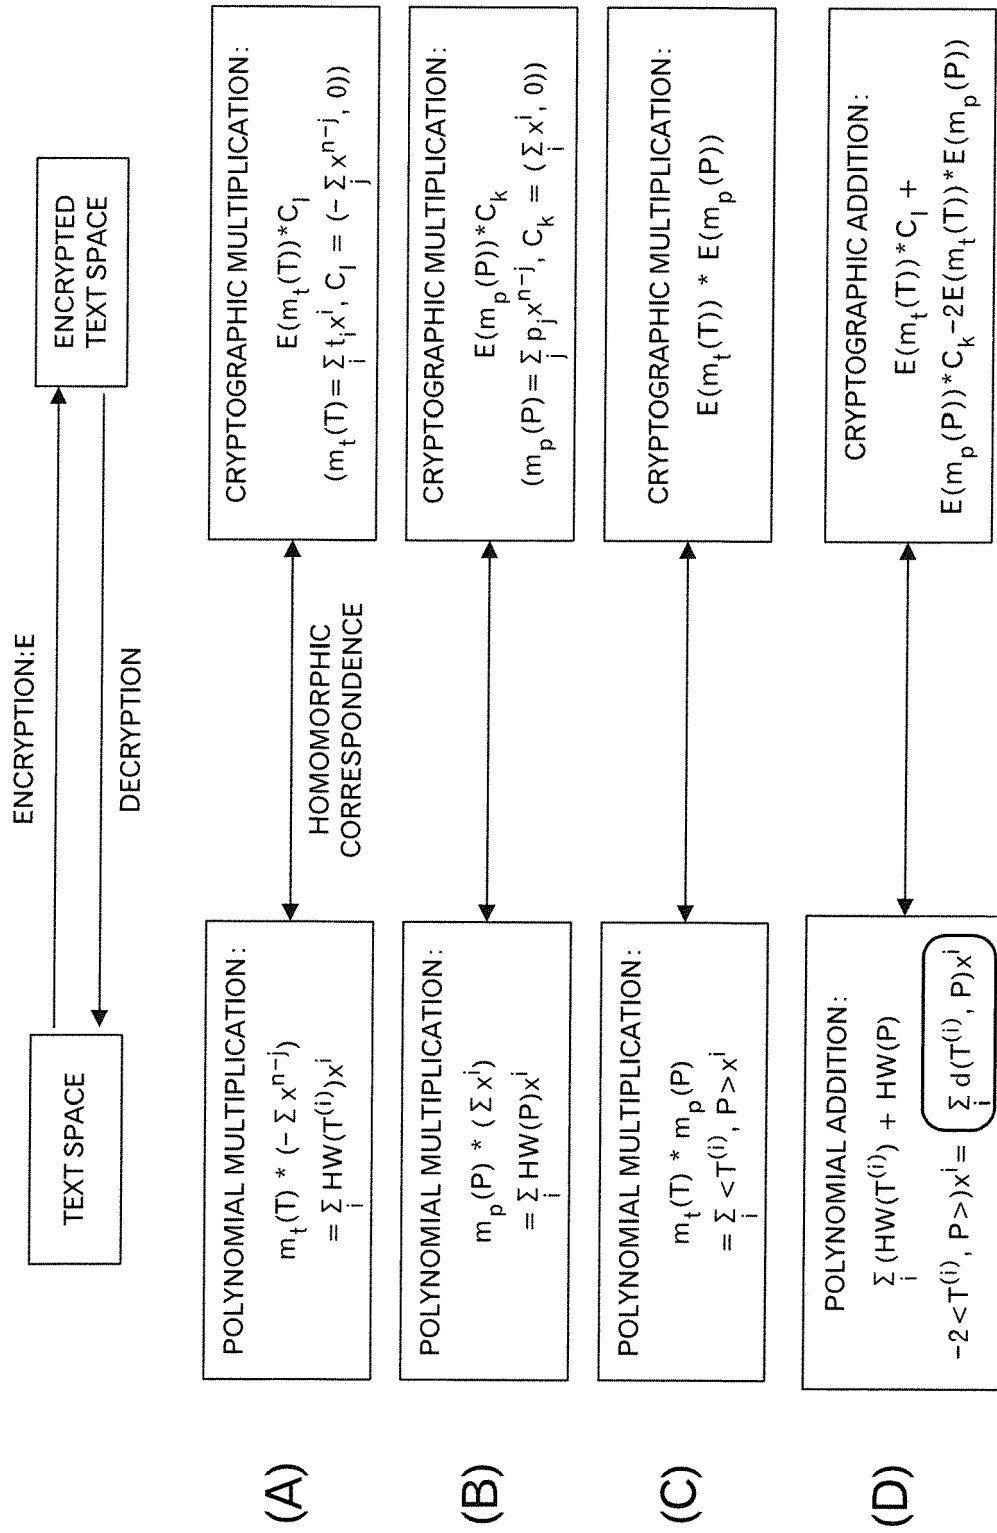 ENCRYPTION:E
TEXT SPACE
ENCRYPTED
TEXT SPACE
DECRYPTION
(A)
POLYNOMIAL MULTIPLICATION:
m_t(T) * (-Σ x^{n-j})
= Σ_i HW(T^{(i)})x^i
HOMOMORPHIC
CORRESPONDENCE
CRYPTOGRAPHIC MULTIPLICATION:
E(m_t(T))*C_l
(m_t(T)=Σ_i t_i x^i, C_l = (-Σ_j x^{n-j}, 0))
(B)
POLYNOMIAL MULTIPLICATION:
m_p(P) * (Σ x^i)
= Σ_i HW(P)x^i
CRYPTOGRAPHIC MULTIPLICATION:
E(m_p(P))*C_k
(m_p(P)=Σ_j p_j x^{n-j}, C_k = (Σ_i x^i, 0))
(C)
POLYNOMIAL MULTIPLICATION:
m_t(T) * m_p(P)
= Σ_i <T^{(i)}, P>x^i
CRYPTOGRAPHIC MULTIPLICATION:
E(m_t(T)) * E(m_p(P))
(D)
POLYNOMIAL ADDITION:
Σ_i (HW(T^{(i)}) + HW(P)
-2<T^{(i)}, P>)x^i = Σ_i d(T^{(i)}, P)x^i
CRYPTOGRAPHIC ADDITION:
E(m_t(T))*C_l +
E(m_p(P))*C_k-2E(m_t(T))*E(m_p(P))